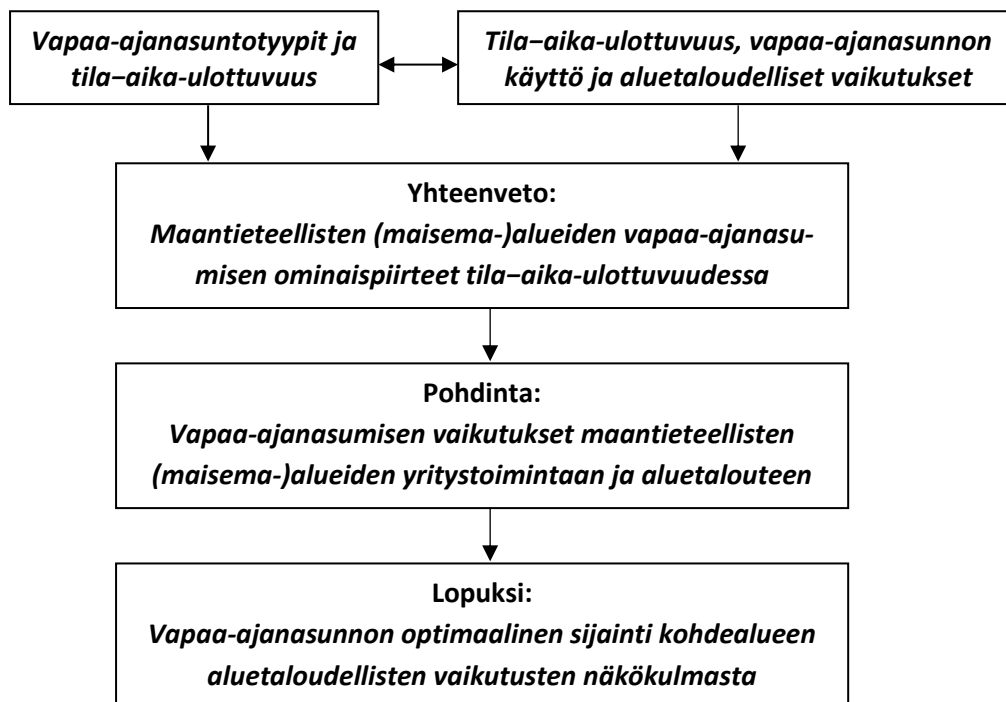 Vapaa-ajanasuntotyypit ja
tila–aika-ulottuvuus
Tila–aika-ulottuvuus, vapaa-ajanasunnon
käyttö ja aluetaloudelliset vaikutukset
Yhteenveto:
Maantieteellisten (maisema-)alueiden vapaa-ajanasu-
misen ominaispiirteet tila–aika-ulottuvuudessa
Pohdinta:
Vapaa-ajanasumisen vaikutukset maantieteellisten
(maisema-)alueiden yritystoimintaan ja aluetalouteen
Lopuksi:
Vapaa-ajanasunnon optimaalinen sijainti kohdealueen
aluetaloudellisten vaikutusten näkökulmasta